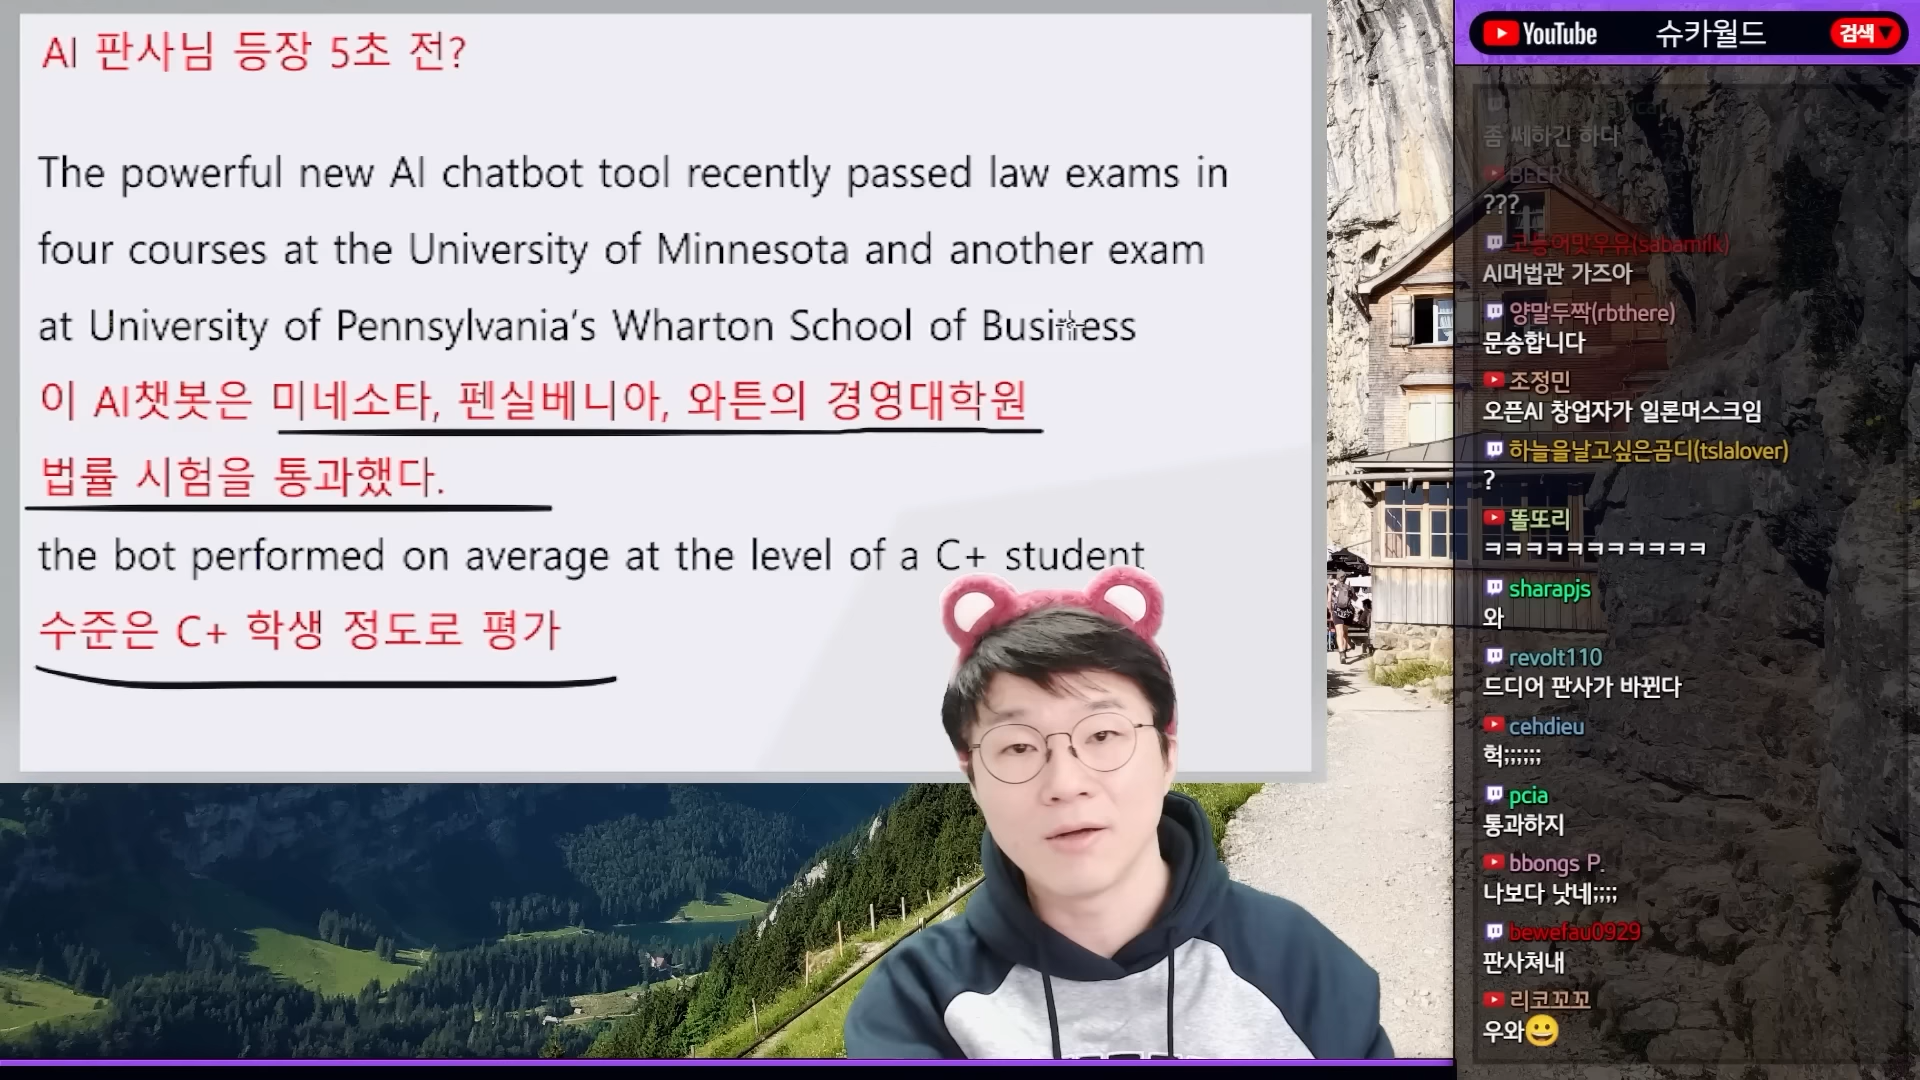 AI 판사님 등장 5초 전?
The powerful new AI chatbot tool recently passed law exams in
four courses at the University of Minnesota and another exam
at University of Pennsylvania's Wharton School of Business
이 AI챗봇은 미네소타, 펜실베니아, 와튼의 경영대학원
법률 시험을 통과했다.
the bot performed on average at the level of a C+ student
수준은 C+ 학생 정도로 평가
YouTube 슈카월드 검색▼
좀 쎄하긴 하다
BEER
???
고등어맛우유(sabamilk)
AI머법관 가즈아
양말두짝(rbthere)
문송합니다
조정민
오픈AI 창업자가 일론머스크임
하늘을날고싶은곰디(tslalover)
?
똘또리
ㅋㅋㅋㅋㅋㅋㅋㅋㅋㅋㅋ
sharapjs
와
revolt110
드디어 판사가 바뀐다
cehdieu
헉;;;;;;
pcia
통과하지
bbongs P.
나보다 낫네;;;;
bewefau0929
판사쳐내
리코꼬꼬
우와😀